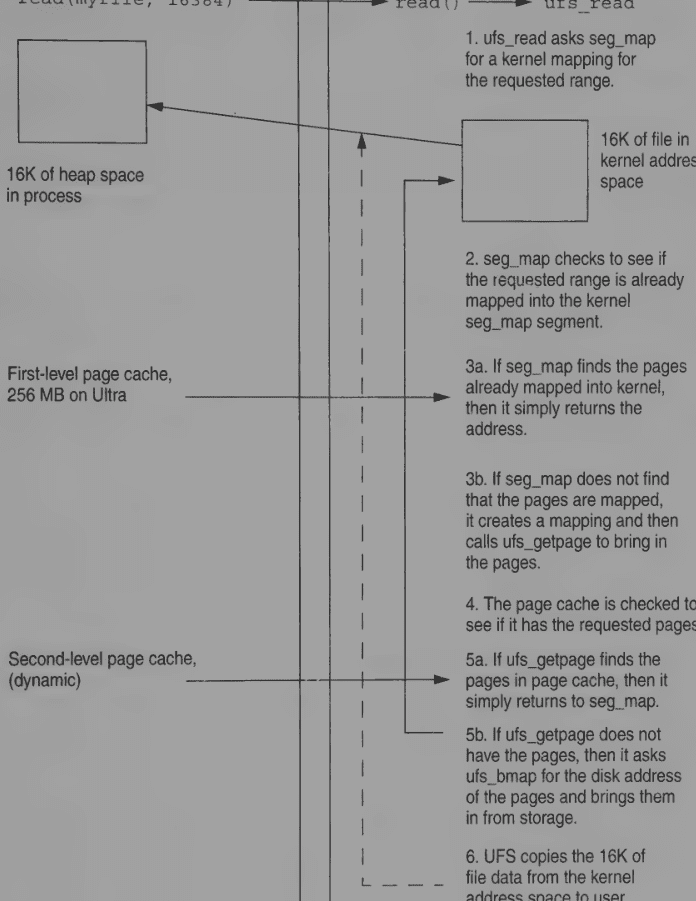 read(myfile, 16384)
read()
ufs_read
1. ufs_read asks seg_map
for a kernel mapping for
the requested range.
16K of file in
kernel addres
space
16K of heap space
in process
2. seg_map checks to see if
the requested range is already
mapped into the kernel
seg_map segment.
First-level page cache,
256 MB on Ultra
3a. If seg_map finds the pages
already mapped into kernel,
then it simply returns the
address.
3b. If seg_map does not find
that the pages are mapped,
it creates a mapping and then
calls ufs_getpage to bring in
the pages.
4. The page cache is checked to
see if it has the requested pages
Second-level page cache,
(dynamic)
5a. If ufs_getpage finds the
pages in page cache, then it
simply returns to seg_map.
5b. If ufs_getpage does not
have the pages, then it asks
ufs_bmap for the disk address
of the pages and brings them
in from storage.
6. UFS copies the 16K of
file data from the kernel
address space to user